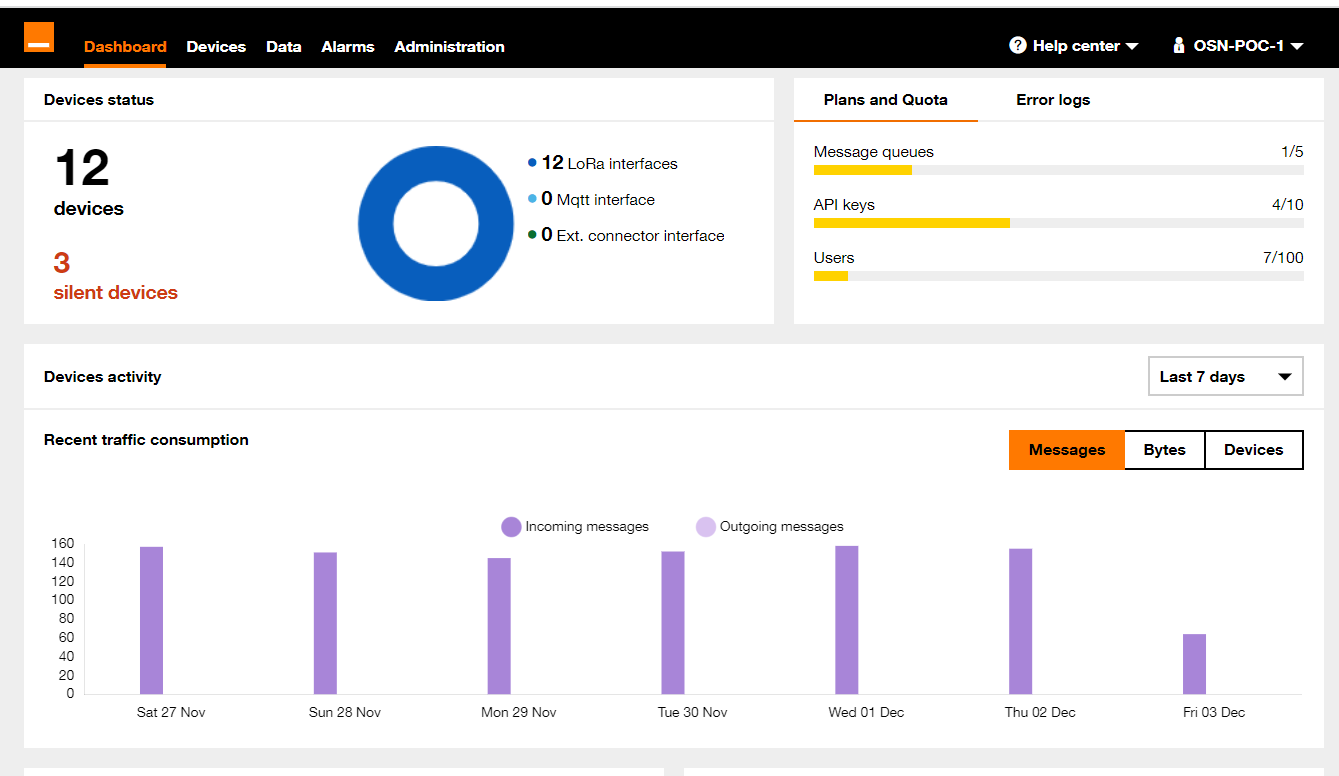 Dashboard Devices Data Alarms Administration ? Help center OSN-POC-1
Devices status
12
devices
3
silent devices
12 LoRa interfaces
0 Mqtt interface
0 Ext. connector interface
Plans and Quota Error logs
Message queues 1/5
API keys 4/10
Users 7/100
Devices activity Last 7 days
Recent traffic consumption Messages Bytes Devices
Incoming messages Outgoing messages
160
140
120
100
80
60
40
20
0
Sat 27 Nov Sun 28 Nov Mon 29 Nov Tue 30 Nov Wed 01 Dec Thu 02 Dec Fri 03 Dec